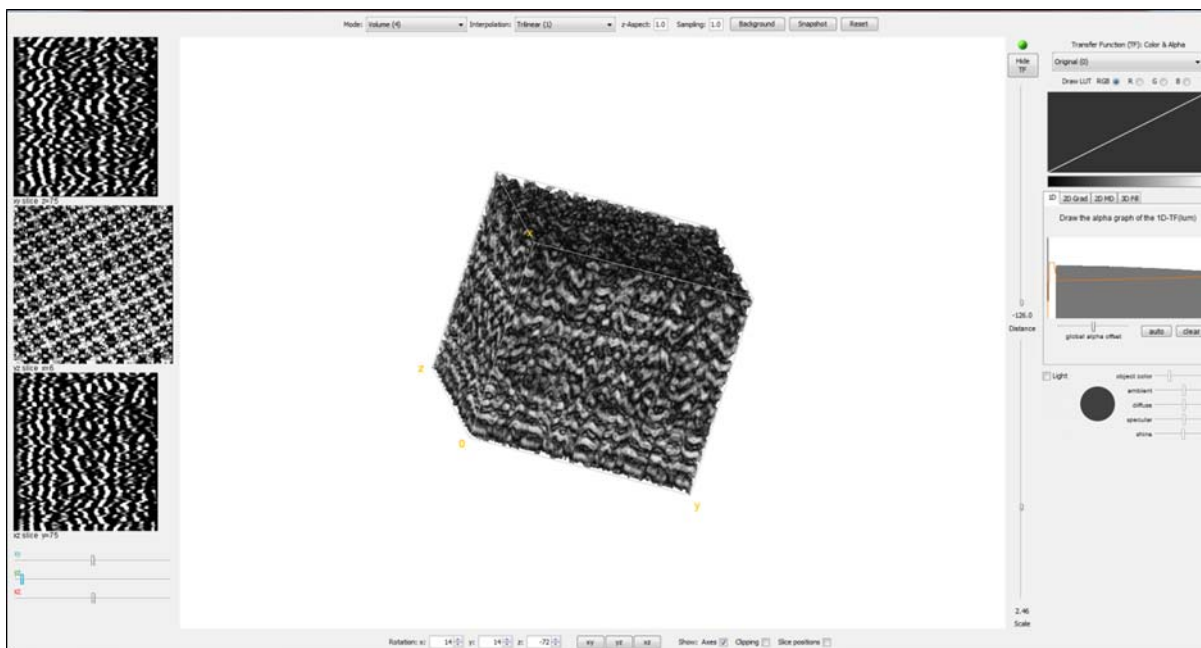 Mode: Volume (4) Interpolation: Trilinear (1) z-Aspect: 1.0 Sampling: 1.0 Background Snapshot Reset
xy slice z=75
yz slice x=6
xz slice y=75
x
z
0
y
Hide
TF
-126.0
Distance
2.46
Scale
Transfer Function (TF): Color & Alpha
Original (0)
Draw LUT RGB R G B
1D 2D Grad 2D MD 3D Fill
Draw the alpha graph of the 1D-TF(lum)
global alpha offset auto clear
Light object color
ambient
diffuse
specular
shine
Rotation: x: 14 y: 14 z: -72 xy yz xz Show: Axes Clipping Slice positions